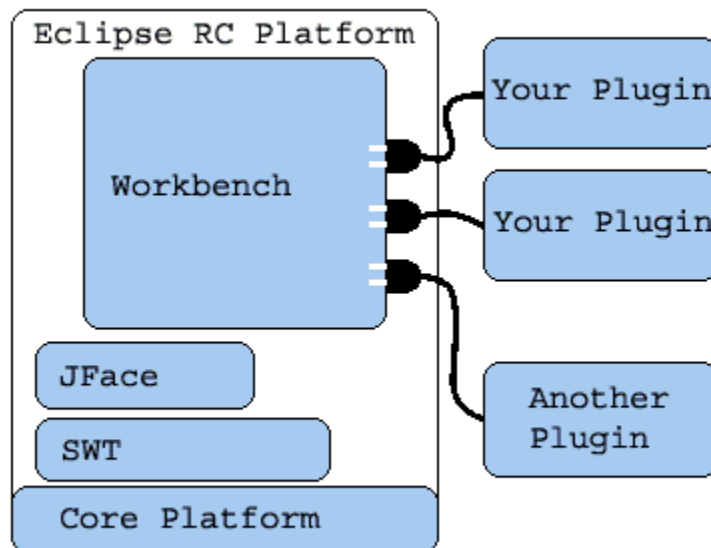 Eclipse RC Platform
Workbench
JFace
SWT
Core Platform
Your Plugin
Your Plugin
Another
Plugin